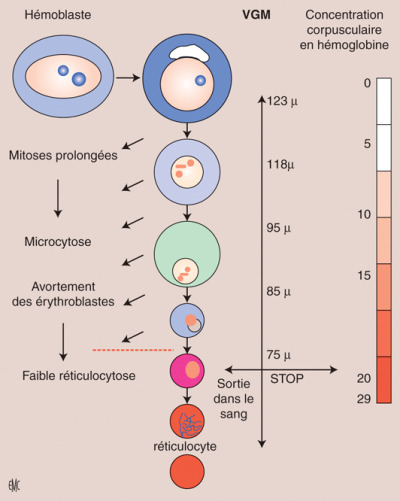 Hémoblaste
VGM
Concentration
corpusculaire
en hémoglobine
0
123 µ
5
Mitoses prolongées
118µ
10
95 µ
Microcytose
15
Avortement
des érythroblastes
85 µ
75 µ
Faible réticulocytose
Sortie
dans le
sang
STOP
20
29
réticulocyte
EMC